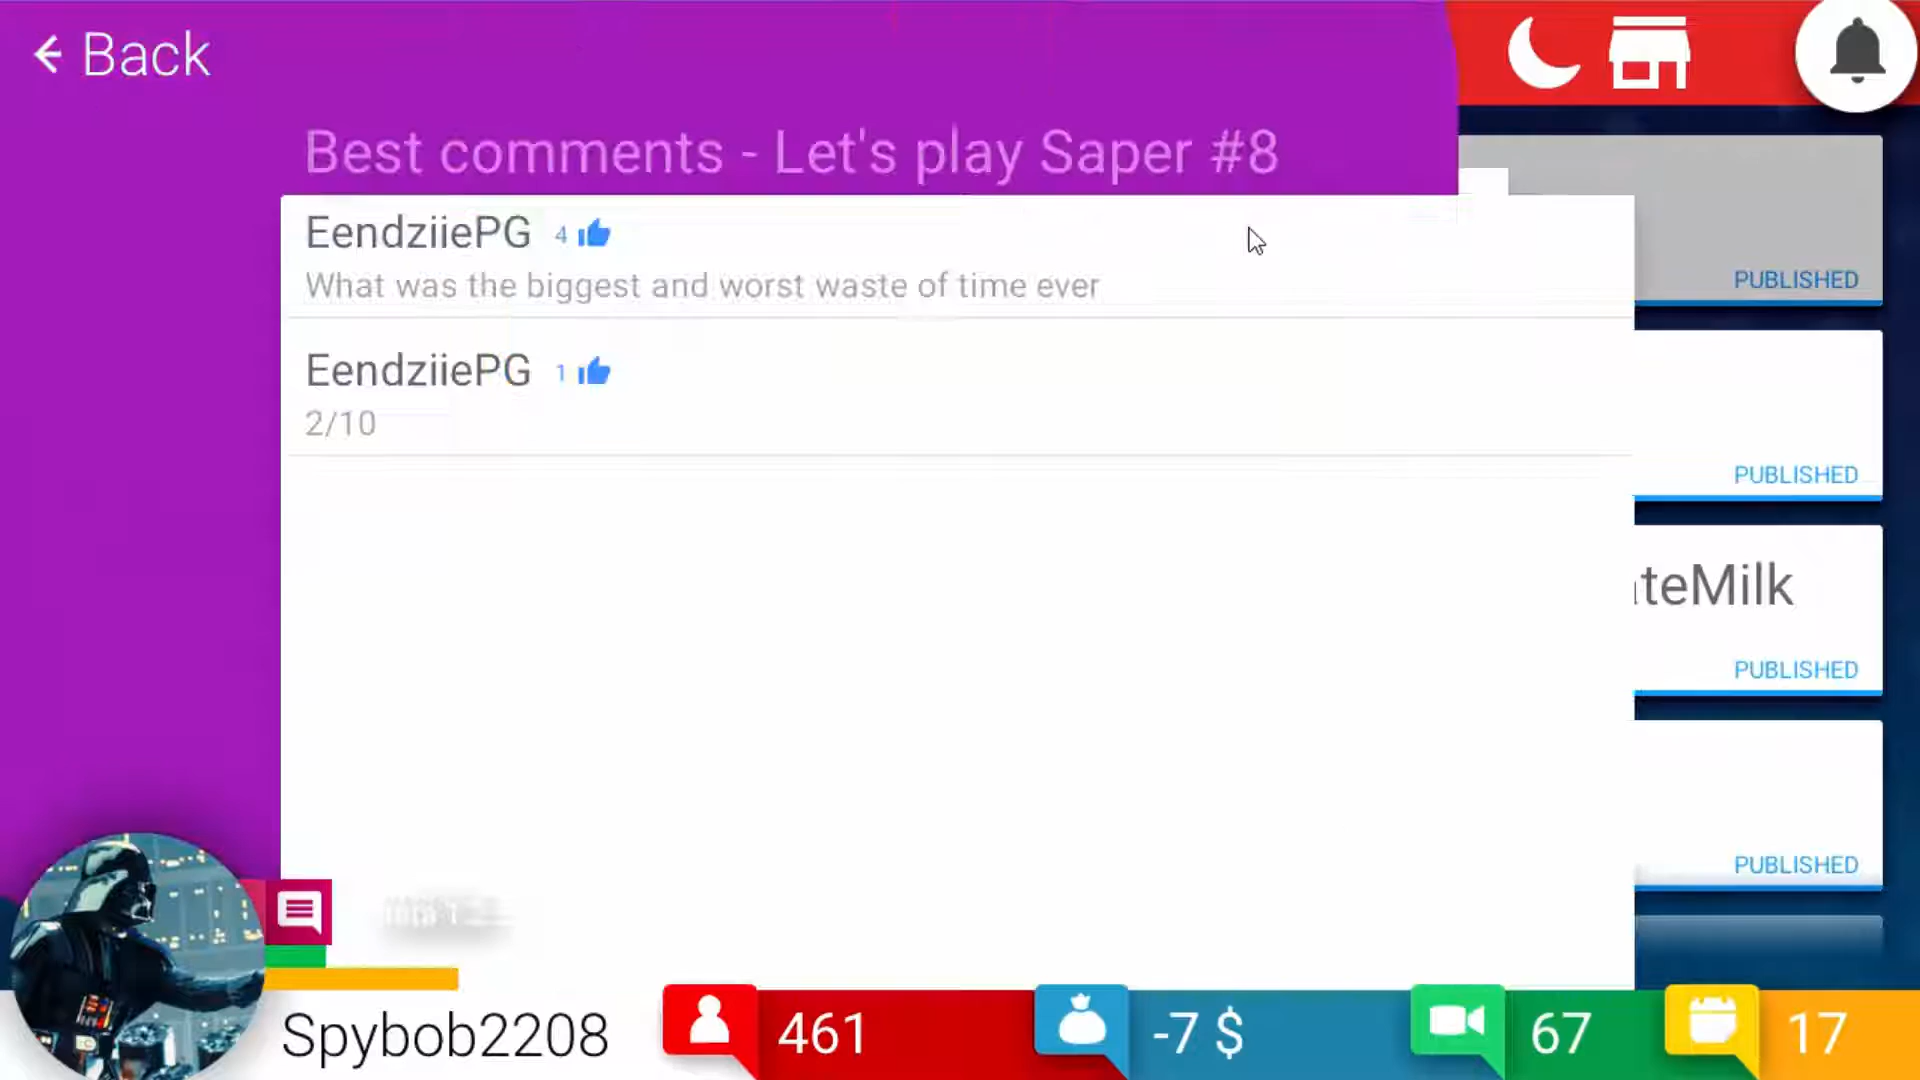 Back
Best comments - Let's play Saper #8
EendziiePG 4
What was the biggest and worst waste of time ever
EendziiePG 1
2/10
PUBLISHED
PUBLISHED
teMilk
PUBLISHED
PUBLISHED
Spybob2208
461
-7 $
67
17